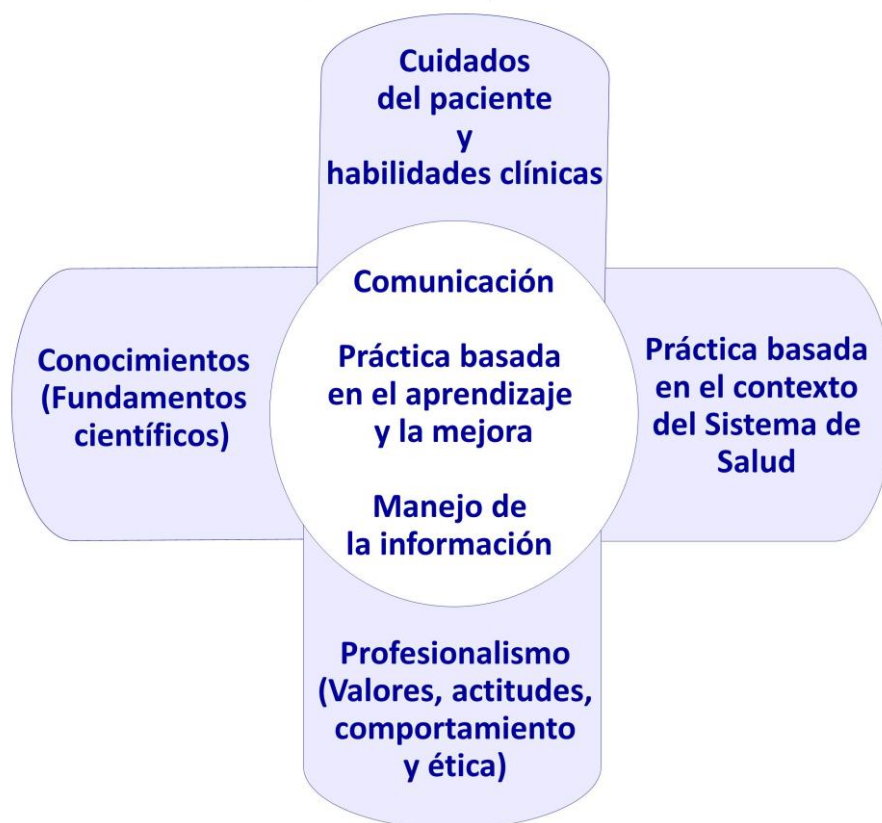 Cuidados
del paciente
y
habilidades clínicas
Comunicación
Práctica basada
en el aprendizaje
y la mejora
Manejo de
la información
Conocimientos
(Fundamentos
científicos)
Práctica basada
en el contexto
del Sistema de
Salud
Profesionalismo
(Valores, actitudes,
comportamiento
y ética)